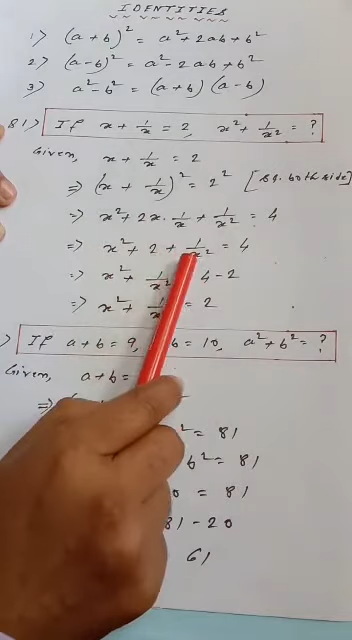 IDENTITIES
1) (a+b)² = a² + 2ab + b²
2) (a-b)² = a² - 2ab + b²
3) a² - b² = (a+b) (a-b)
81) If x + 1/x = 2, x² + 1/x² = ?
Given, x + 1/x = 2
=> (x + 1/x)² = 2² [sq. both side]
=> x² + 2x · 1/x + 1/x² = 4
=> x² + 2 + 1/x² = 4
=> x² + 1/x² 4 - 2
=> x² + 1/x² = 2
> If a + b = 9, b = 10, a² + b² = ?
Given, a + b =
=>
² = 81
b² = 81
0 = 81
81 - 20
61